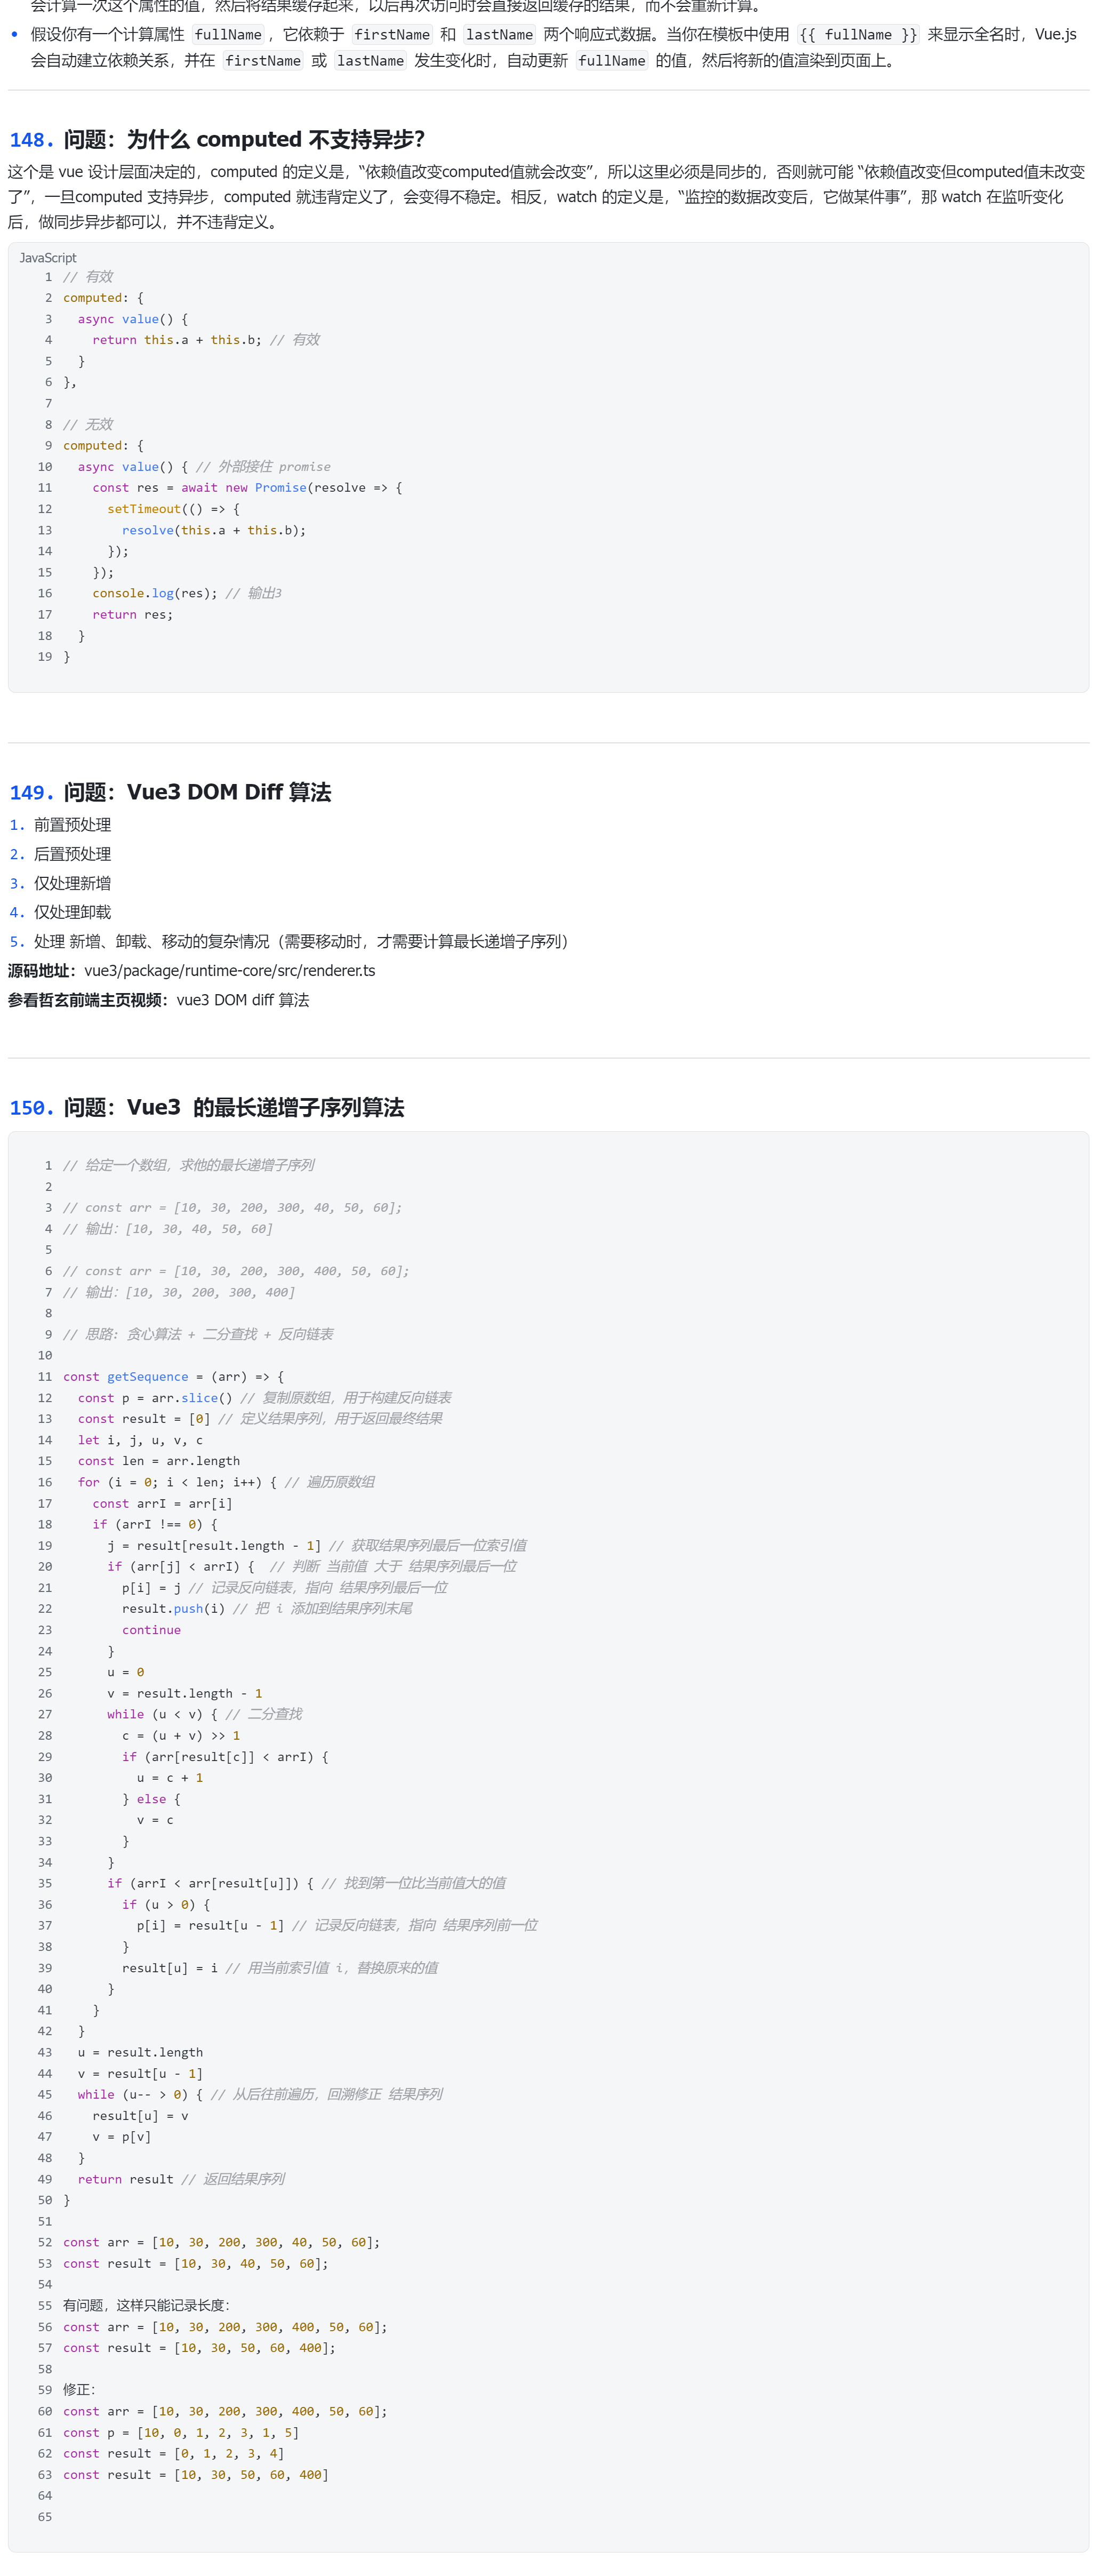 会计算一次这个属性的值，然后将结果缓存起来，以后再次访问时会直接返回缓存的结果，而不会重新计算。
• 假设你有一个计算属性 fullName ，它依赖于 firstName 和 lastName 两个响应式数据。当你在模板中使用 {{ fullName }} 来显示全名时，Vue.js
会自动建立依赖关系，并在 firstName 或 lastName 发生变化时，自动更新 fullName 的值，然后将新的值渲染到页面上。
148. 问题：为什么 computed 不支持异步？
这个是 vue 设计层面决定的，computed 的定义是，“依赖值改变computed值就会改变”，所以这里必须是同步的，否则就可能 “依赖值改变但computed值未改变
了”，一旦computed 支持异步，computed 就违背定义了，会变得不稳定。相反，watch 的定义是，“监控的数据改变后，它做某件事”，那 watch 在监听变化
后，做同步异步都可以，并不违背定义。
JavaScript
1 // 有效
2 computed: {
3   async value() {
4     return this.a + this.b; // 有效
5   }
6 },
7
8 // 无效
9 computed: {
10   async value() { // 外部接住 promise
11     const res = await new Promise(resolve => {
12       setTimeout(() => {
13         resolve(this.a + this.b);
14       });
15     });
16     console.log(res); // 输出3
17     return res;
18   }
19 }
149. 问题：Vue3 DOM Diff 算法
1. 前置预处理
2. 后置预处理
3. 仅处理新增
4. 仅处理卸载
5. 处理 新增、卸载、移动的复杂情况（需要移动时，才需要计算最长递增子序列）
源码地址：vue3/package/runtime-core/src/renderer.ts
参看哲玄前端主页视频：vue3 DOM diff 算法
150. 问题：Vue3 的最长递增子序列算法
1 // 给定一个数组，求他的最长递增子序列
2
3 // const arr = [10, 30, 200, 300, 40, 50, 60];
4 // 输出：[10, 30, 40, 50, 60]
5
6 // const arr = [10, 30, 200, 300, 400, 50, 60];
7 // 输出：[10, 30, 200, 300, 400]
8
9 // 思路: 贪心算法 + 二分查找 + 反向链表
10
11 const getSequence = (arr) => {
12   const p = arr.slice() // 复制原数组，用于构建反向链表
13   const result = [0] // 定义结果序列，用于返回最终结果
14   let i, j, u, v, c
15   const len = arr.length
16   for (i = 0; i < len; i++) { // 遍历原数组
17     const arrI = arr[i]
18     if (arrI !== 0) {
19       j = result[result.length - 1] // 获取结果序列最后一位索引值
20       if (arr[j] < arrI) {  // 判断 当前值 大于 结果序列最后一位
21         p[i] = j // 记录反向链表，指向 结果序列最后一位
22         result.push(i) // 把 i 添加到结果序列末尾
23         continue
24       }
25       u = 0
26       v = result.length - 1
27       while (u < v) { // 二分查找
28         c = (u + v) >> 1
29         if (arr[result[c]] < arrI) {
30           u = c + 1
31         } else {
32           v = c
33         }
34       }
35       if (arrI < arr[result[u]]) { // 找到第一位比当前值大的值
36         if (u > 0) {
37           p[i] = result[u - 1] // 记录反向链表，指向 结果序列前一位
38         }
39         result[u] = i // 用当前索引值 i，替换原来的值
40       }
41     }
42   }
43   u = result.length
44   v = result[u - 1]
45   while (u-- > 0) { // 从后往前遍历，回溯修正 结果序列
46     result[u] = v
47     v = p[v]
48   }
49   return result // 返回结果序列
50 }
51
52 const arr = [10, 30, 200, 300, 40, 50, 60];
53 const result = [10, 30, 40, 50, 60];
54
55 有问题，这样只能记录长度：
56 const arr = [10, 30, 200, 300, 400, 50, 60];
57 const result = [10, 30, 50, 60, 400];
58
59 修正：
60 const arr = [10, 30, 200, 300, 400, 50, 60];
61 const p = [10, 0, 1, 2, 3, 1, 5]
62 const result = [0, 1, 2, 3, 4]
63 const result = [10, 30, 50, 60, 400]
64
65